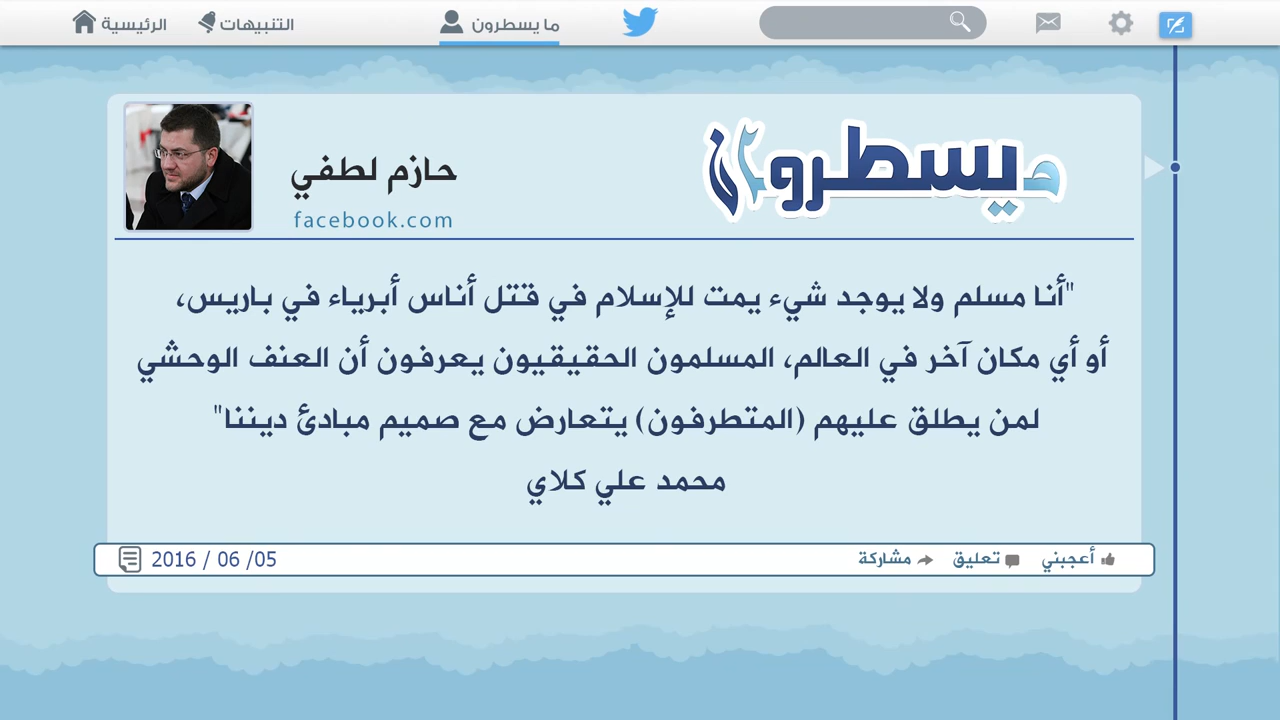 الرئيسية التنبيهات ما يسطرون
ما يسطرون
حازم لطفي
facebook.com
"أنا مسلم ولا يوجد شيء يمت للإسلام في قتل أناس أبرياء في باريس،
أو أي مكان آخر في العالم، المسلمون الحقيقيون يعرفون أن العنف الوحشي
لمن يطلق عليهم (المتطرفون) يتعارض مع صميم مبادئ ديننا"
محمد علي كلاي
أعجبني تعليق مشاركة 2016 / 06 /05